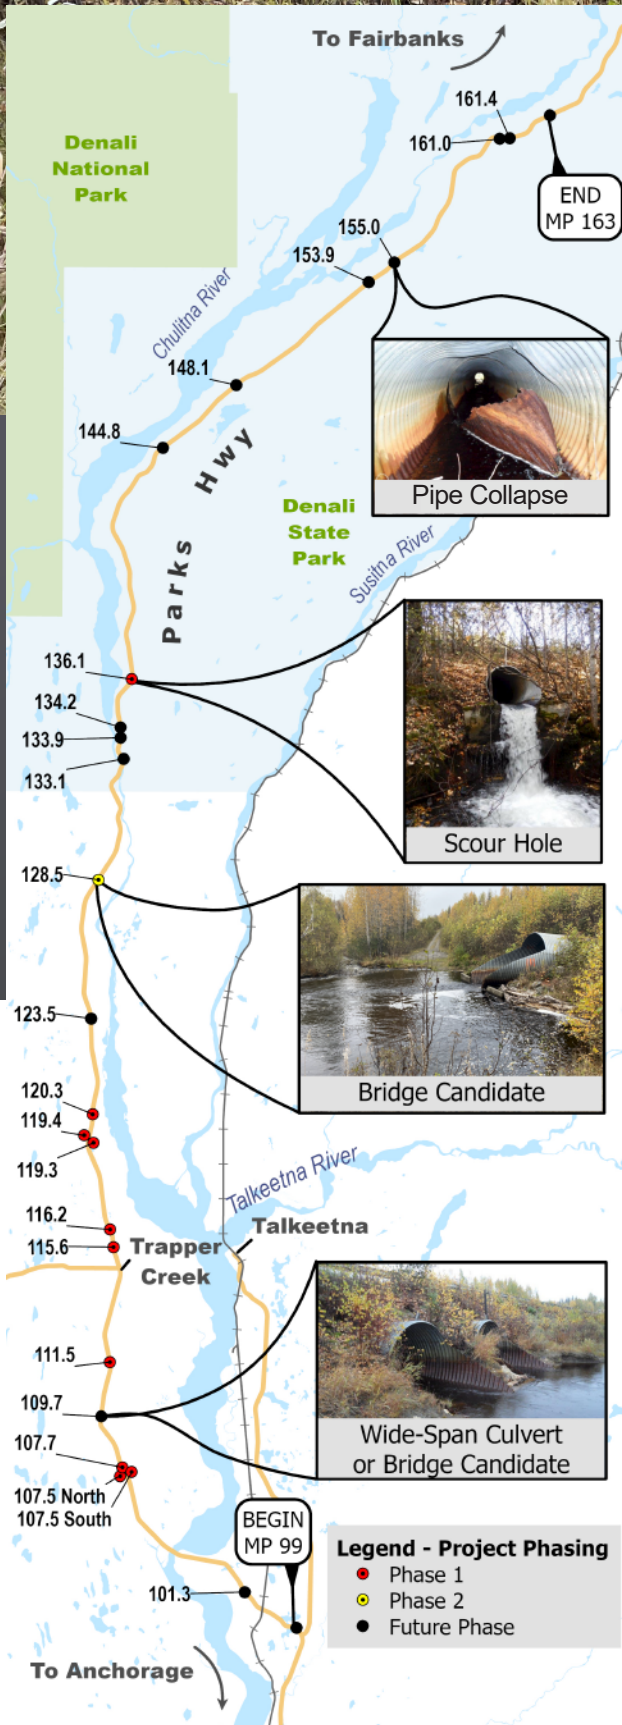 To Fairbanks
161.4
161.0
Denali
National
Park
END
MP 163
155.0
153.9
Chulitna River
148.1
144.8
Parks Hwy
Pipe Collapse
Denali
State
Park
Susitna River
136.1
134.2
133.9
133.1
Scour Hole
128.5
Bridge Candidate
123.5
120.3
119.4
119.3
Talkeetna River
116.2
115.6
Talkeetna
Trapper
Creek
111.5
109.7
107.7
107.5 North
107.5 South
Wide-Span Culvert
or Bridge Candidate
BEGIN
MP 99
101.3
Legend - Project Phasing
Phase 1
Phase 2
Future Phase
To Anchorage